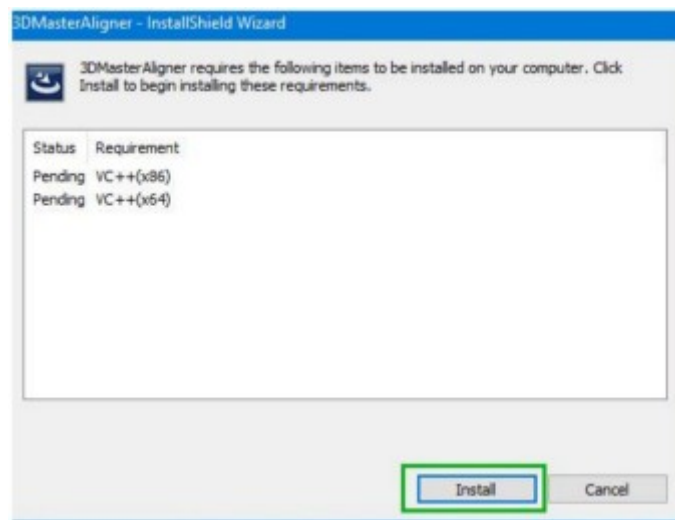 3DMasterAligner - InstallShield Wizard
3DMasterAligner requires the following items to be installed on your computer. Click
Install to begin installing these requirements.
Status Requirement
Pending VC++(x86)
Pending VC++(x64)
Install Cancel